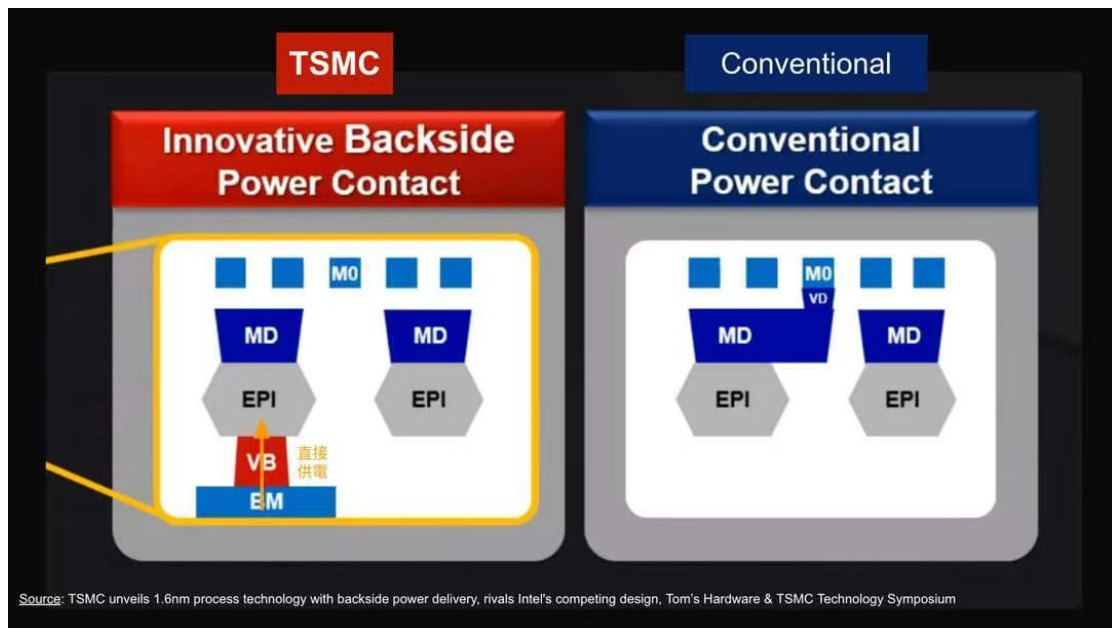 TSMC
Conventional
Innovative Backside
Power Contact
M0
MD
MD
EPI
EPI
VB
直接
供電
BM
Conventional
Power Contact
M0
VD
MD
MD
EPI
EPI
Source: TSMC unveils 1.6nm process technology with backside power delivery, rivals Intel's competing design, Tom's Hardware & TSMC Technology Symposium